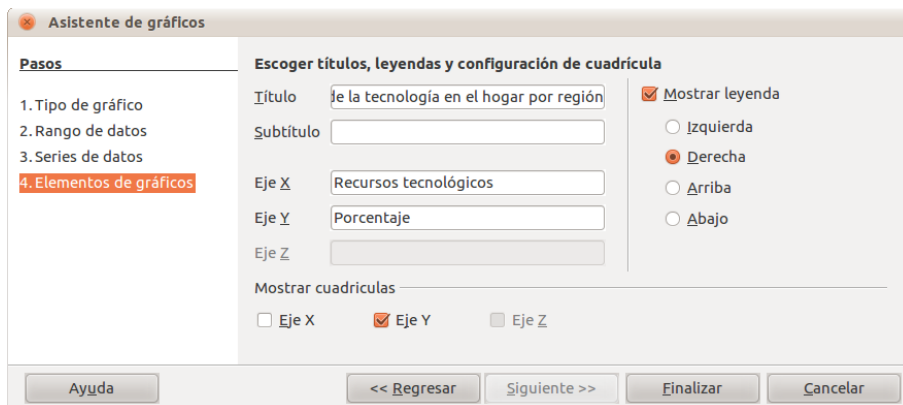 Asistente de gráficos
Pasos
1. Tipo de gráfico
2. Rango de datos
3. Series de datos
4. Elementos de gráficos
Escoger títulos, leyendas y configuración de cuadrícula
Título de la tecnología en el hogar por región
Subtítulo
Eje X Recursos tecnológicos
Eje Y Porcentaje
Eje Z
Mostrar leyenda
Izquierda
Derecha
Arriba
Abajo
Mostrar cuadriculas
Eje X Eje Y Eje Z
Ayuda << Regresar Siguiente >> Finalizar Cancelar